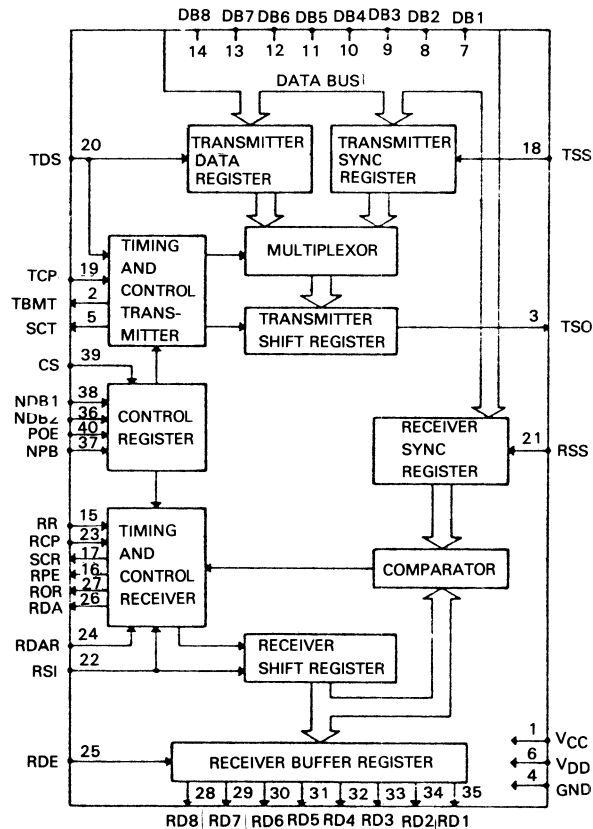 DB8 DB7 DB6 DB5 DB4 DB3 DB2 DB1
14 13 12 11 10 9 8 7
DATA BUS
TDS 20
TRANSMITTER
DATA
REGISTER
TRANSMITTER
SYNC
REGISTER
18 TSS
TIMING
AND
CONTROL
TRANS-
MITTER
MULTIPLEXOR
TCP 19
TBMT 2
SCT 5
TRANSMITTER
SHIFT REGISTER
3 TSO
CS 39
NDB1 38
NDB2 36
POE 40
NPB 37
CONTROL
REGISTER
RECEIVER
SYNC
REGISTER
21 RSS
RR 15
RCP 23
SCR 17
RPE 16
ROR 27
RDA 26
TIMING
AND
CONTROL
RECEIVER
COMPARATOR
RDAR 24
RSI 22
RECEIVER
SHIFT REGISTER
1 VCC
6 VDD
4 GND
RDE 25
RECEIVER BUFFER REGISTER
28 29 30 31 32 33 34 35
RD8 RD7 RD6 RD5 RD4 RD3 RD2 RD1